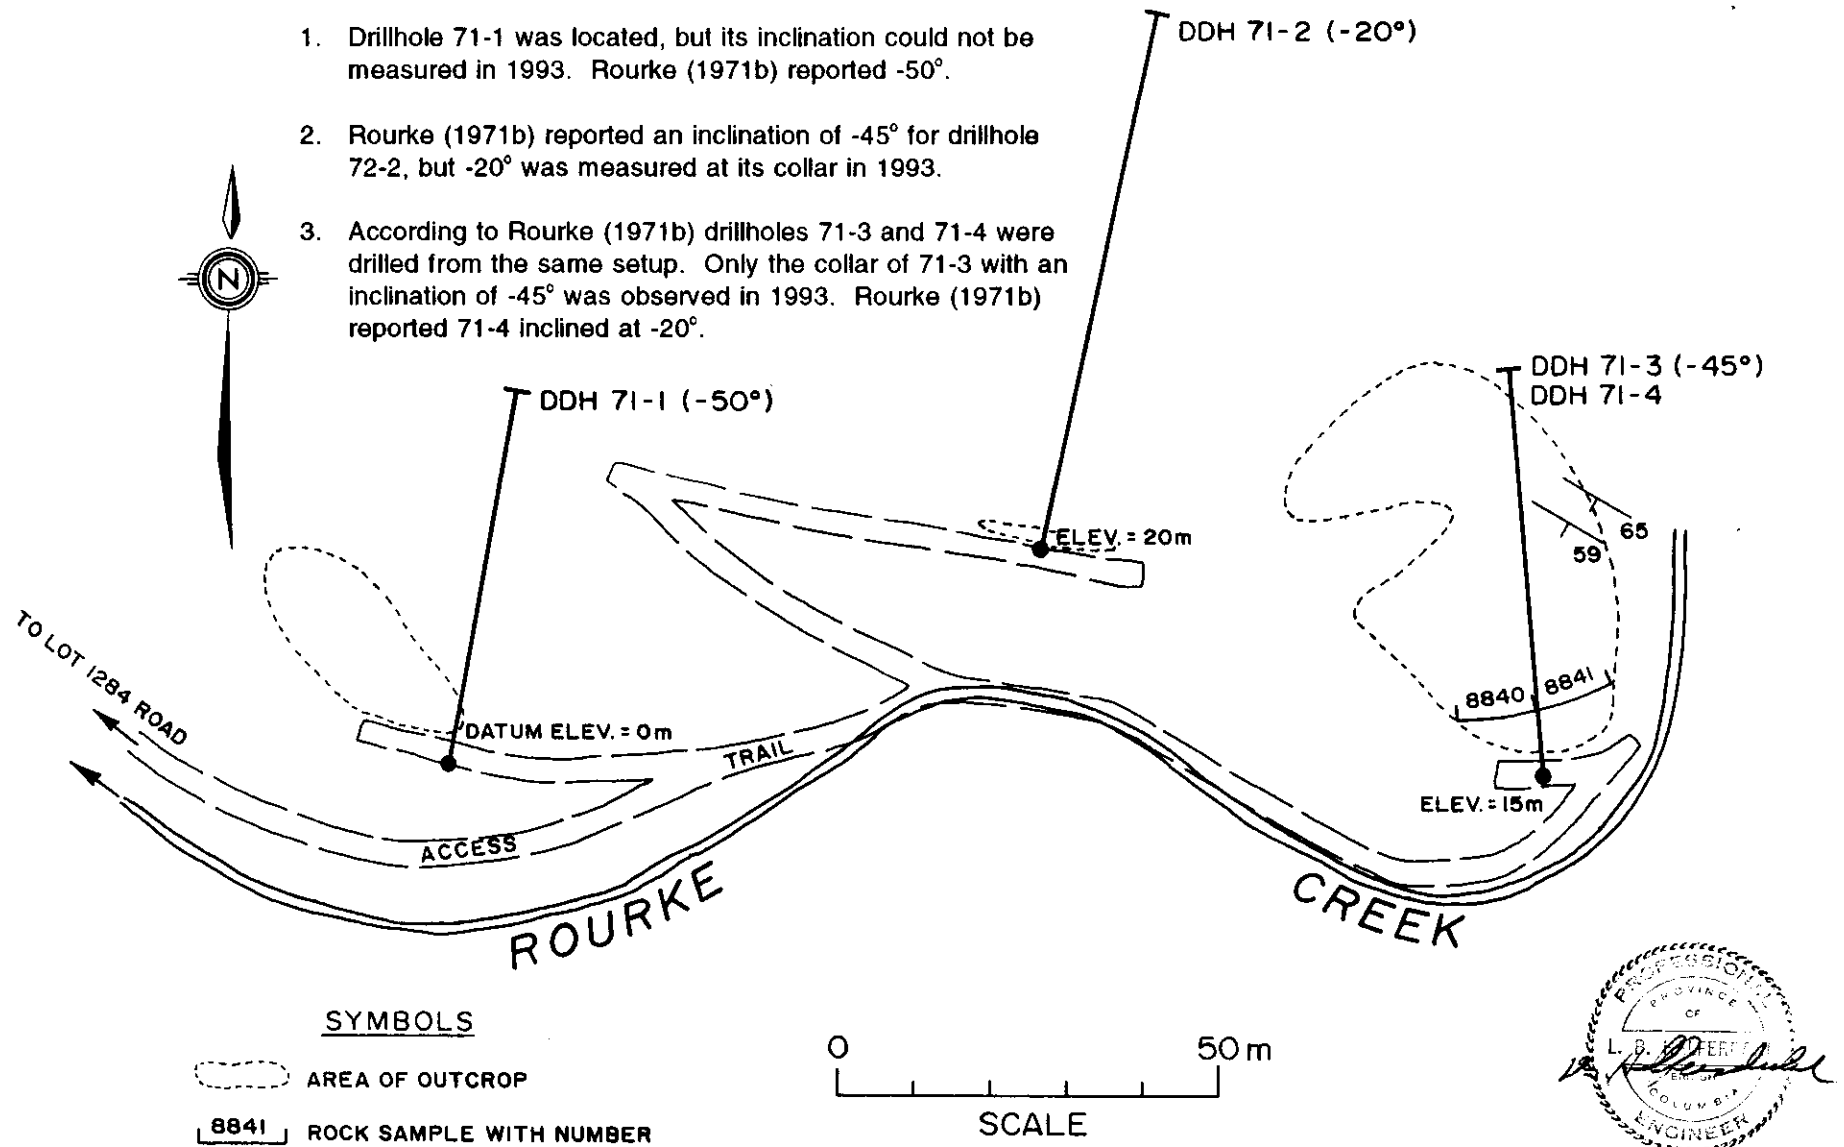 1. Drillhole 71-1 was located, but its inclination could not be
measured in 1993. Rourke (1971b) reported -50°.
2. Rourke (1971b) reported an inclination of -45° for drillhole
72-2, but -20° was measured at its collar in 1993.
3. According to Rourke (1971b) drillholes 71-3 and 71-4 were
drilled from the same setup. Only the collar of 71-3 with an
inclination of -45° was observed in 1993. Rourke (1971b)
reported 71-4 inclined at -20°.
DDH 71-2 (-20°)
N
DDH 71-1 (-50°)
DDH 71-3 (-45°)
DDH 71-4
ELEV. = 20m
65
59
TO LOT 1284 ROAD
DATUM ELEV. = 0m
8840
8841
TRAIL
ELEV. = 15m
ACCESS
ROURKE
CREEK
SYMBOLS
AREA OF OUTCROP
8841 ROCK SAMPLE WITH NUMBER
0 50m
SCALE
PROFESSIONAL
PROVINCE
OF
L. B.
COLUMBIA
ENGINEER